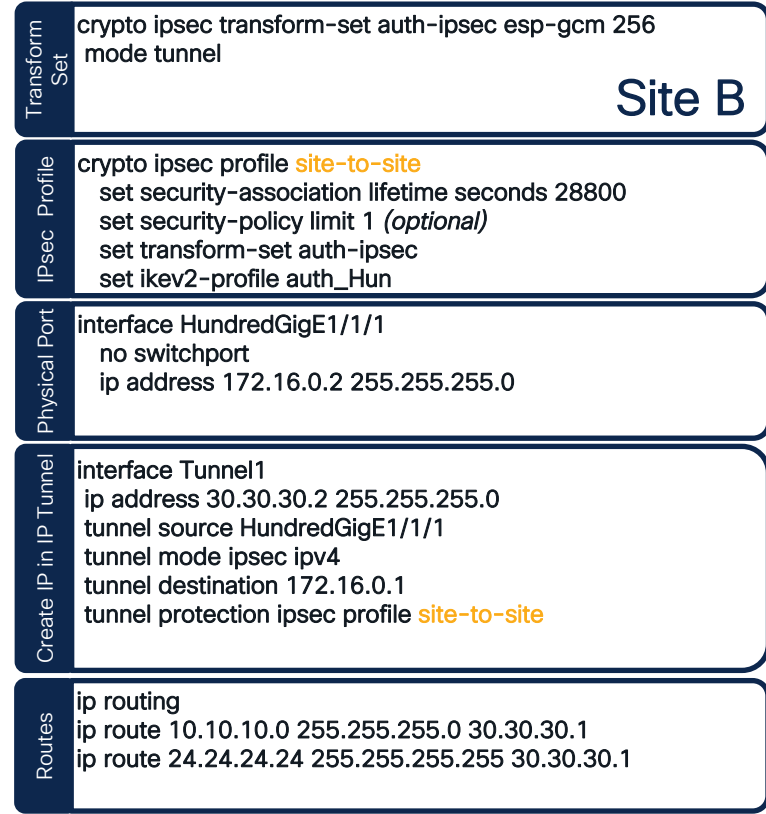 Transform
Set
crypto ipsec transform-set auth-ipsec esp-gcm 256
mode tunnel
Site B
IPsec Profile
crypto ipsec profile site-to-site
set security-association lifetime seconds 28800
set security-policy limit 1 (optional)
set transform-set auth-ipsec
set ikev2-profile auth_Hun
Physical Port
interface HundredGigE1/1/1
no switchport
ip address 172.16.0.2 255.255.255.0
Create IP in IP Tunnel
interface Tunnel1
ip address 30.30.30.2 255.255.255.0
tunnel source HundredGigE1/1/1
tunnel mode ipsec ipv4
tunnel destination 172.16.0.1
tunnel protection ipsec profile site-to-site
Routes
ip routing
ip route 10.10.10.0 255.255.255.0 30.30.30.1
ip route 24.24.24.24 255.255.255.255 30.30.30.1